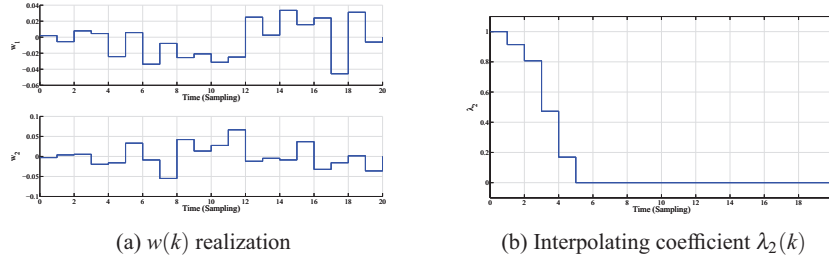 0.04
0.02
0
−0.02
−0.04
−0.06
w1
0 2 4 6 8 10 12 14 16 18 20
Time (Sampling)
0.1
0.05
0
−0.05
−0.1
w2
0 2 4 6 8 10 12 14 16 18 20
Time (Sampling)
(a) w(k) realization
1
0.8
0.6
0.4
0.2
0
λ2
0 2 4 6 8 10 12 14 16 18
Time (Sampling)
(b) Interpolating coefficient λ2(k)